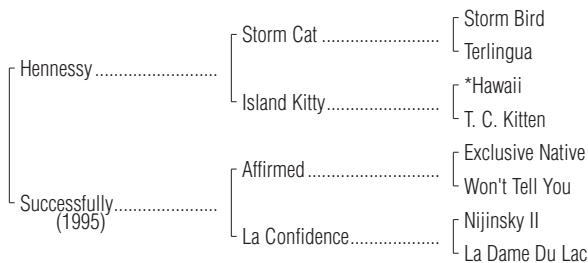 Storm Bird
Storm Cat ........................
Terlingua
Hennessy .........................
*Hawaii
Island Kitty .......................
T. C. Kitten
Exclusive Native
Affirmed ...........................
Won't Tell You
Successfully.....................
(1995)
Nijinsky II
La Confidence..................
La Dame Du Lac